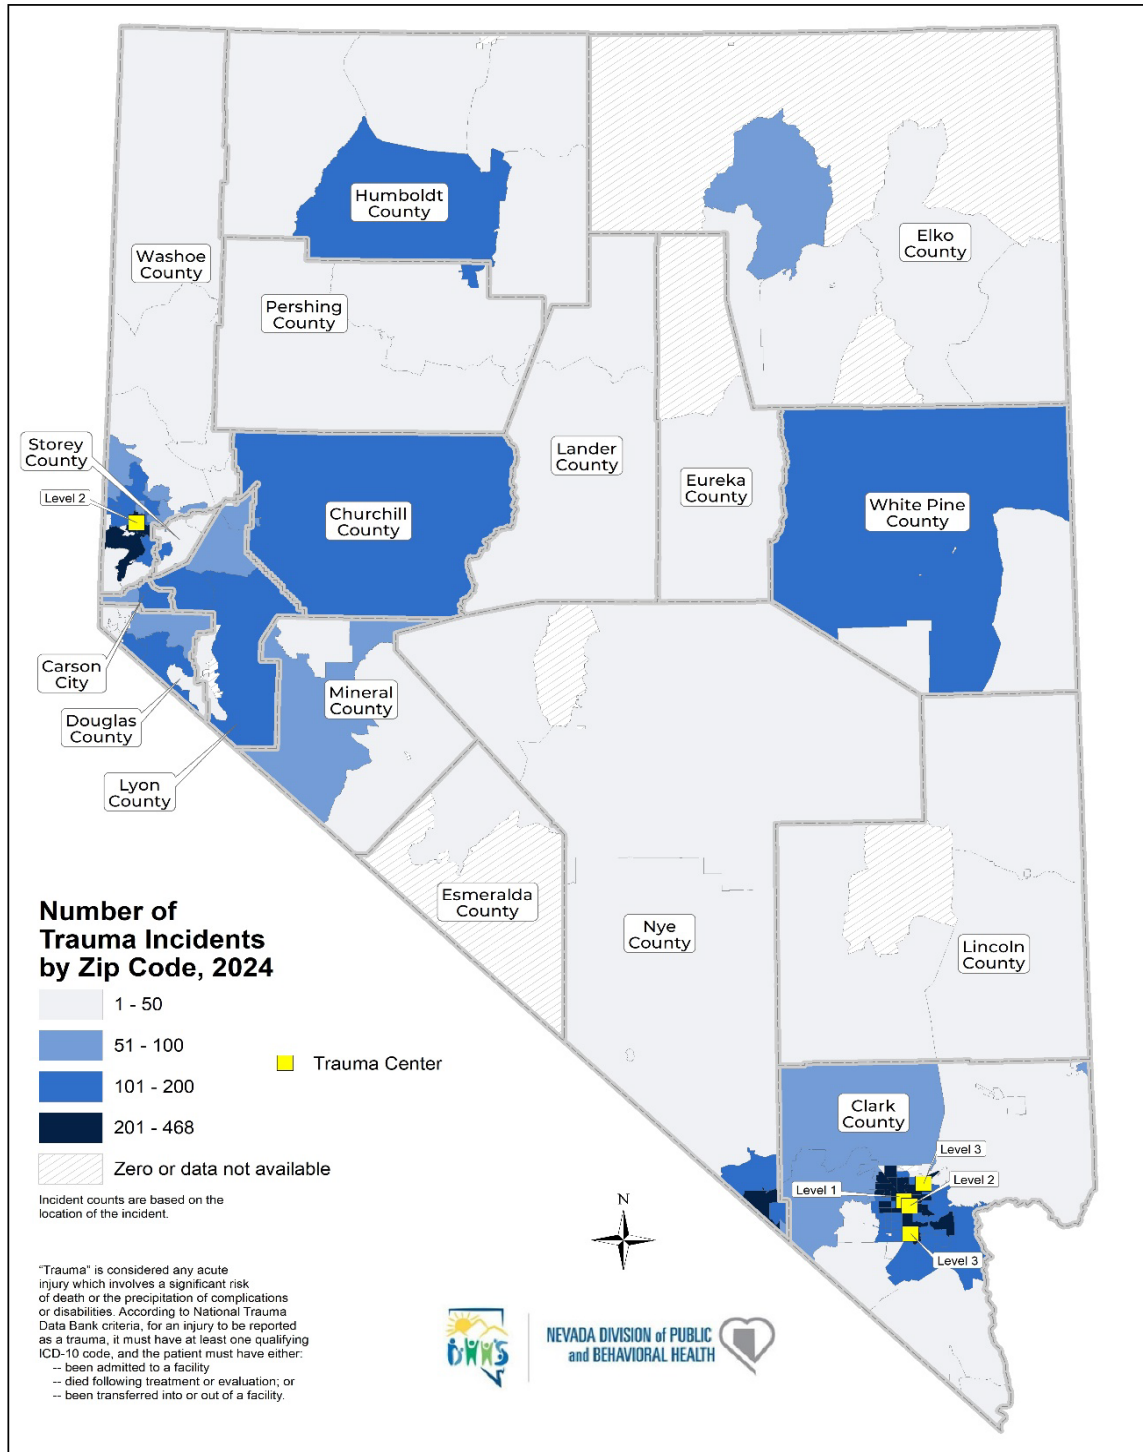 Humboldt
County
Washoe
County
Elko
County
Pershing
County
Storey
County
Level 2
Lander
County
Eureka
County
White Pine
County
Churchill
County
Carson
City
Mineral
County
Douglas
County
Lyon
County
Esmeralda
County
Nye
County
Lincoln
County
Clark
County
Level 3
Level 1
Level 2
Level 3
Number of
Trauma Incidents
by Zip Code, 2024
1 - 50
51 - 100
101 - 200
201 - 468
Zero or data not available
Trauma Center
Incident counts are based on the
location of the incident.
N
"Trauma" is considered any acute
injury which involves a significant risk
of death or the precipitation of complications
or disabilities. According to National Trauma
Data Bank criteria, for an injury to be reported
as a trauma, it must have at least one qualifying
ICD-10 code, and the patient must have either:
-- been admitted to a facility
-- died following treatment or evaluation; or
-- been transferred into or out of a facility.
DHHS
NEVADA DIVISION of PUBLIC
and BEHAVIORAL HEALTH